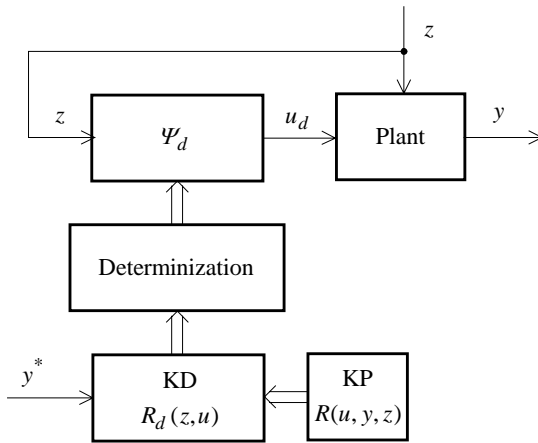 z
z
Ψ_d
u_d
Plant
y
Determinization
y*
KD
R_d (z,u)
KP
R(u, y, z)